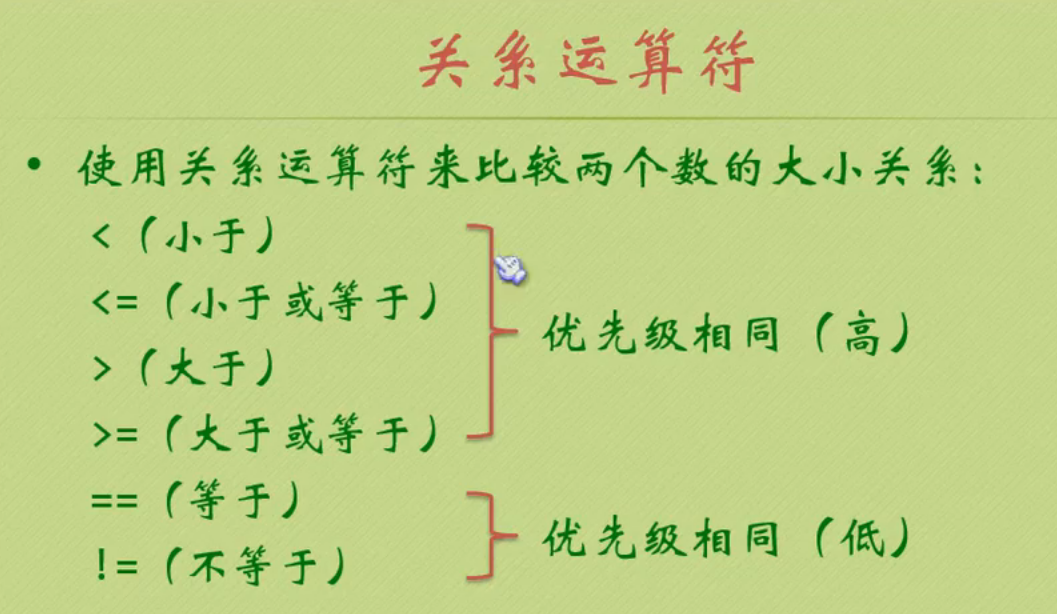 关系运算符
• 使用关系运算符来比较两个数的大小关系：
<（小于）
<=（小于或等于）
>（大于）
>=（大于或等于）
优先级相同（高）
==（等于）
!=（不等于）
优先级相同（低）